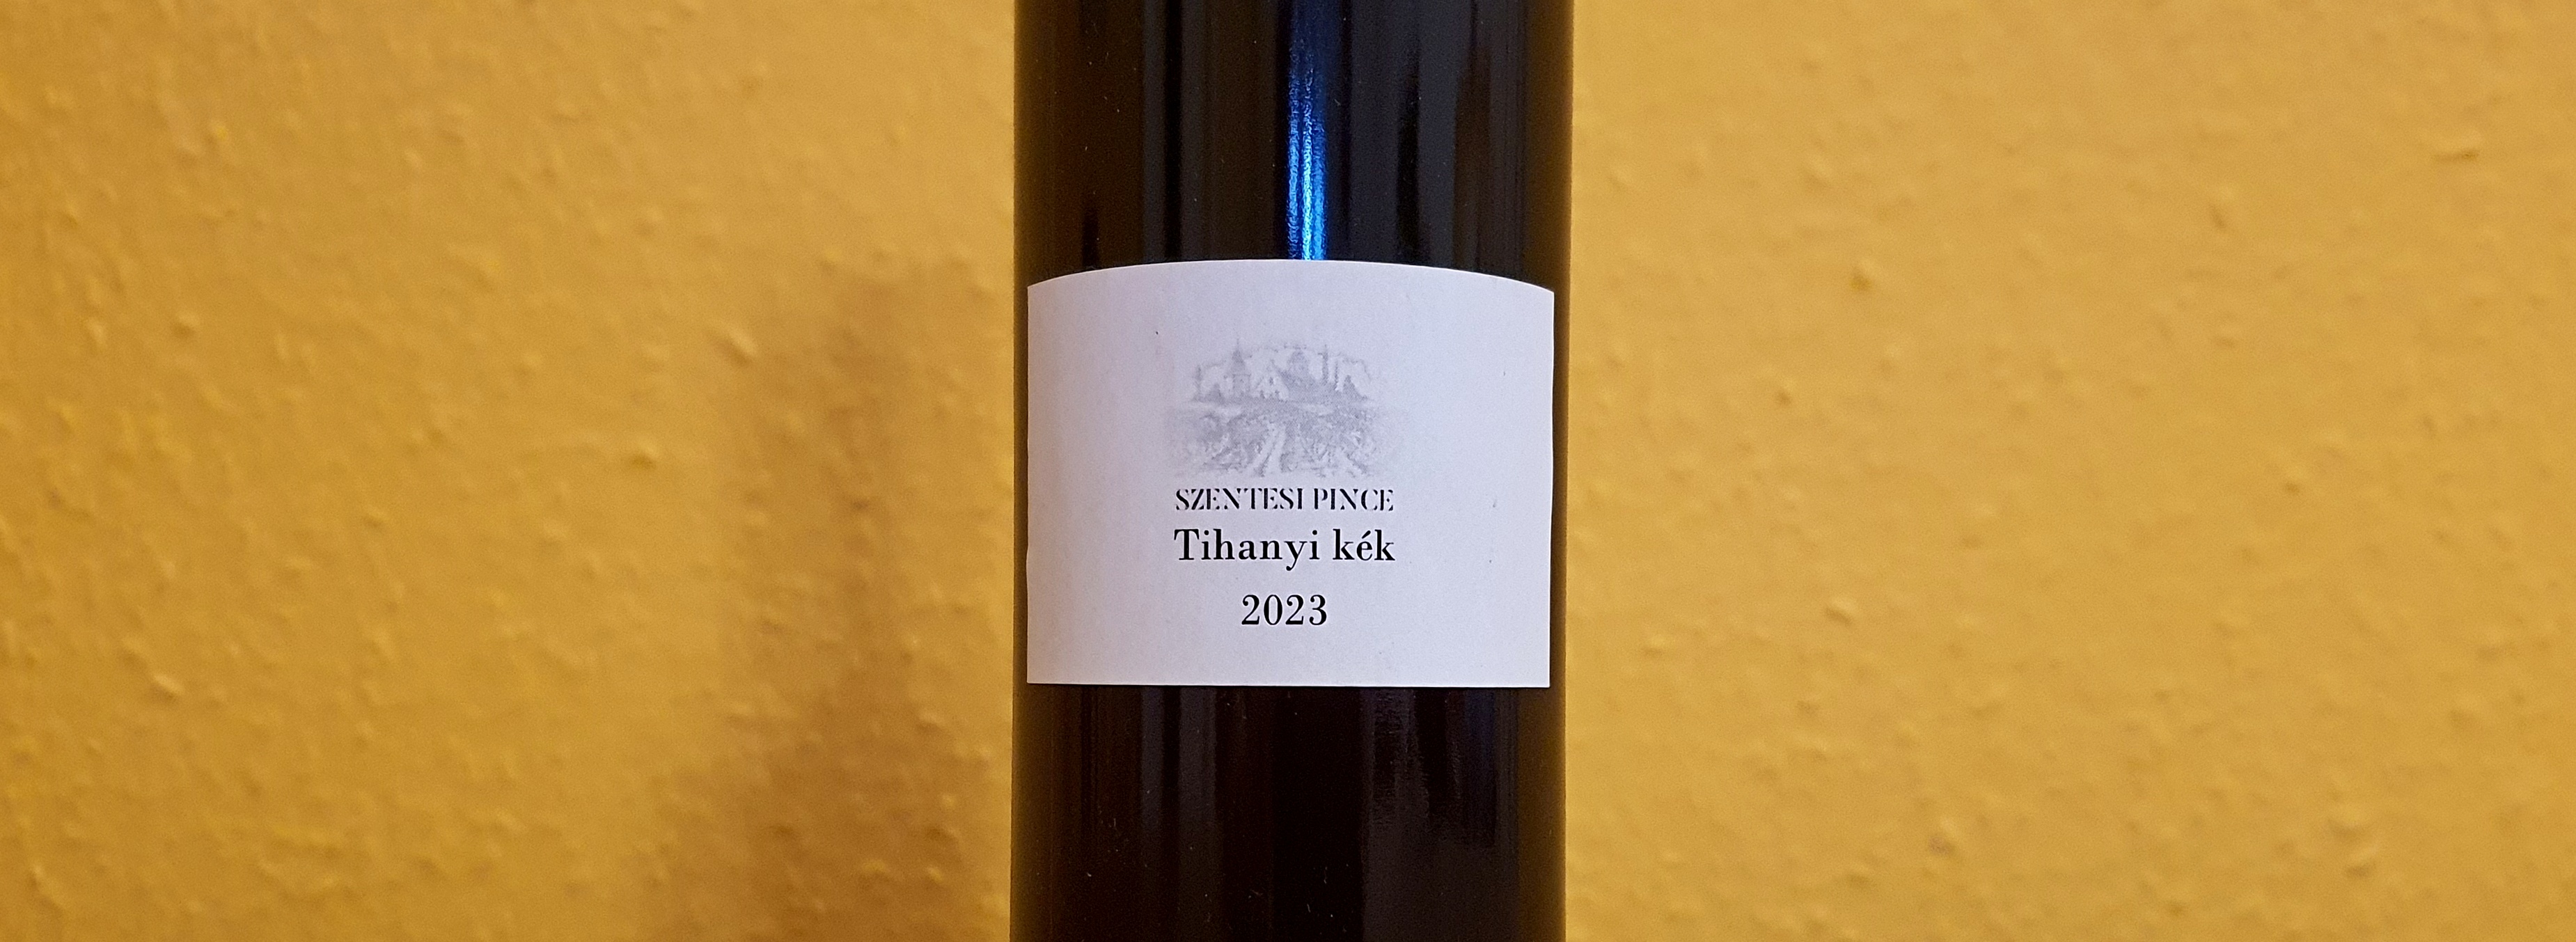 SZENTESI PINCE
Tihanyi kék
2023